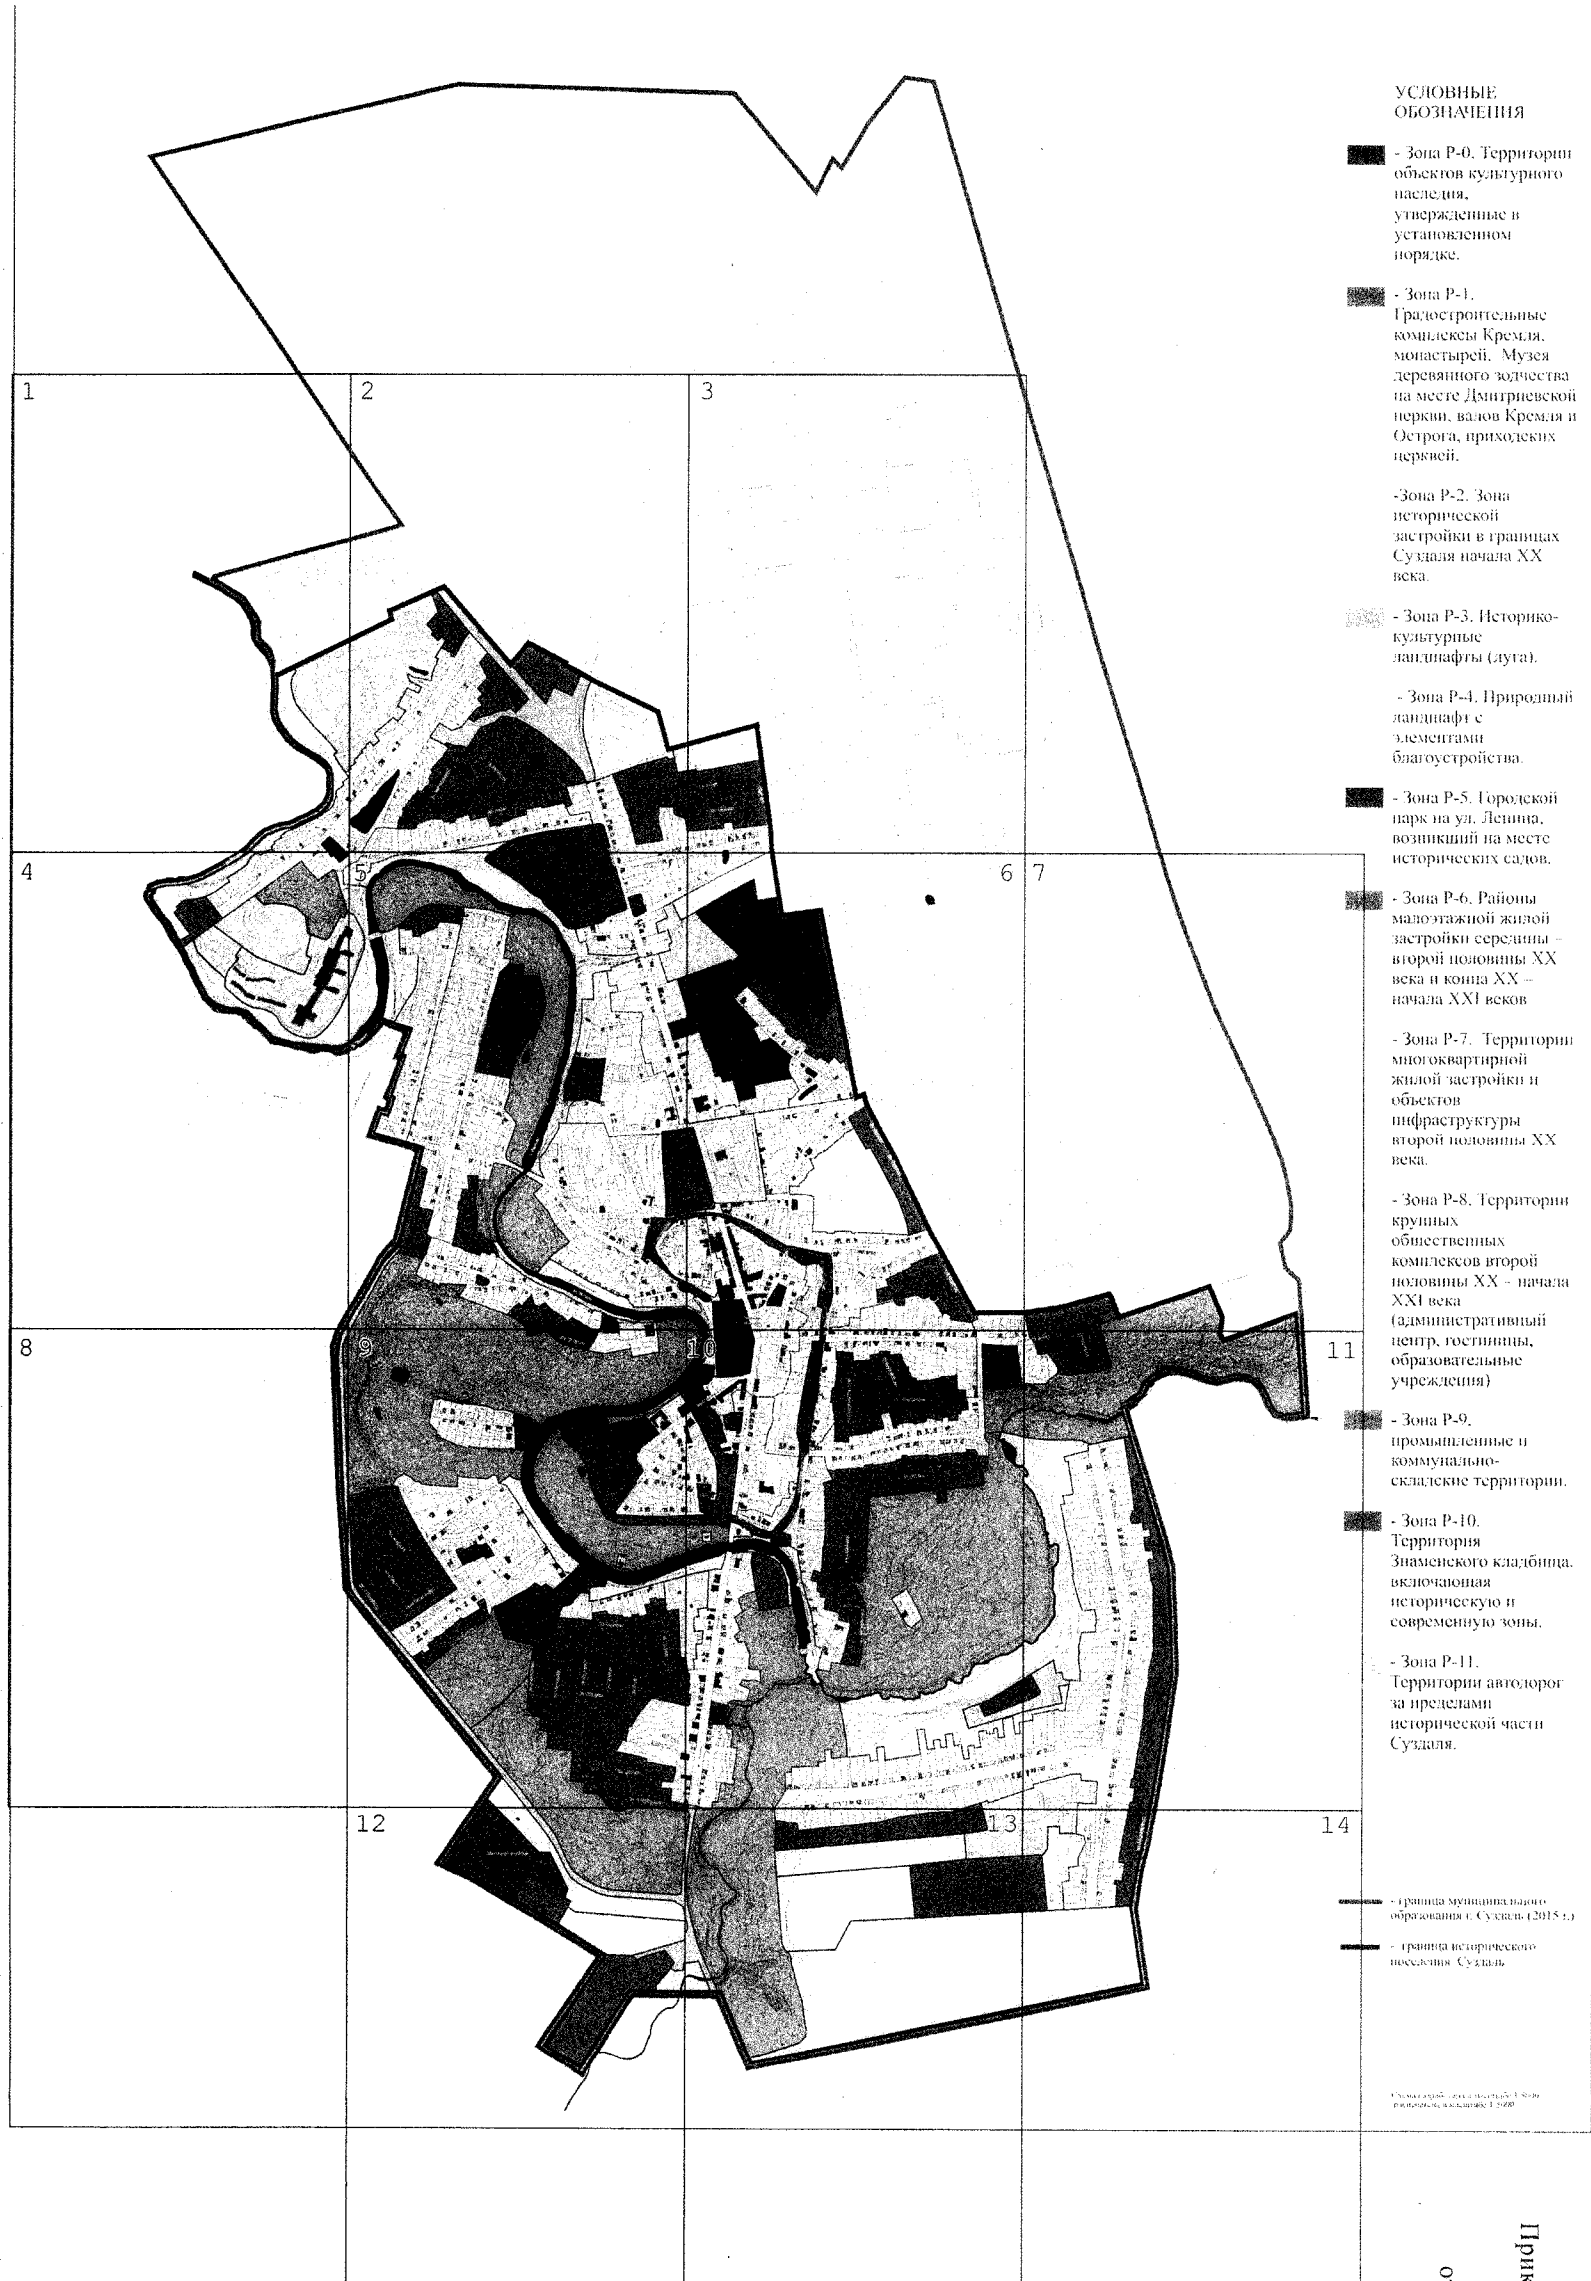 УСЛОВНЫЕ
ОБОЗНАЧЕНИЯ
- Зона Р-0. Территории
объектов культурного
наследия,
утвержденные в
установленном
порядке.
- Зона Р-1.
Градостроительные
комплексы Кремля,
монастырей, Музея
деревянного зодчества
на месте Дмитриевской
церкви, валов Кремля и
Острога, приходских
церквей.
-Зона Р-2. Зона
исторической
застройки в границах
Суздаля начала XX
века.
- Зона Р-3. Историко-
культурные
ландшафты (луга).
- Зона Р-4. Природный
ландшафт с
элементами
благоустройства.
- Зона Р-5. Городской
парк на ул. Ленина,
возникший на месте
исторических садов.
- Зона Р-6. Районы
малоэтажной жилой
застройки середины –
второй половины XX
века и конца XX –
начала XXI веков
- Зона Р-7. Территории
многоквартирной
жилой застройки и
объектов
инфраструктуры
второй половины XX
века.
- Зона Р-8. Территории
крупных
общественных
комплексов второй
половины XX – начала
XXI века
(административный
центр, гостиницы,
образовательные
учреждения)
- Зона Р-9.
промышленные и
коммунально-
складские территории.
- Зона Р-10.
Территория
Знаменского кладбища,
включающая
историческую и
современную зоны.
- Зона Р-11.
Территории автодорог
за пределами
исторической части
Суздаля.
- граница муниципального
образования г. Суздаль (2015 г.)
- граница исторического
поселения Суздаль
1
2
3
4
5
6
7
8
9
10
11
12
13
14